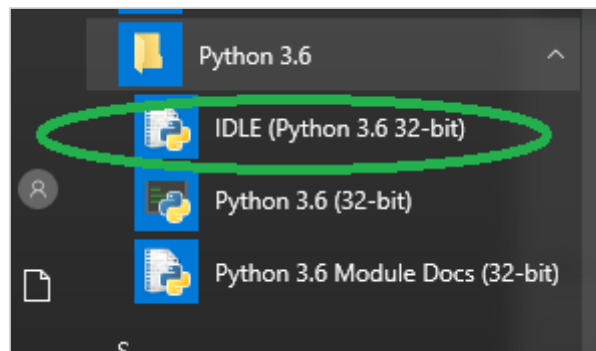 Python 3.6
IDLE (Python 3.6 32-bit)
Python 3.6 (32-bit)
Python 3.6 Module Docs (32-bit)
S